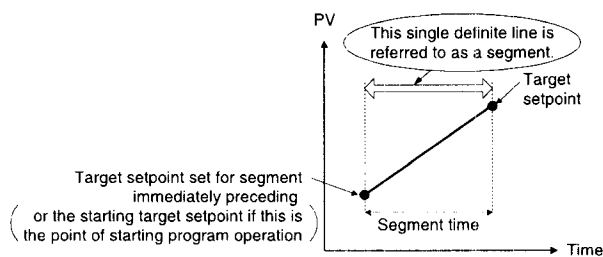 PV
This single definite line is
referred to as a segment.
Target
setpoint
Target setpoint set for segment
immediately preceding
or the starting target setpoint if this is
the point of starting program operation
Segment time
Time